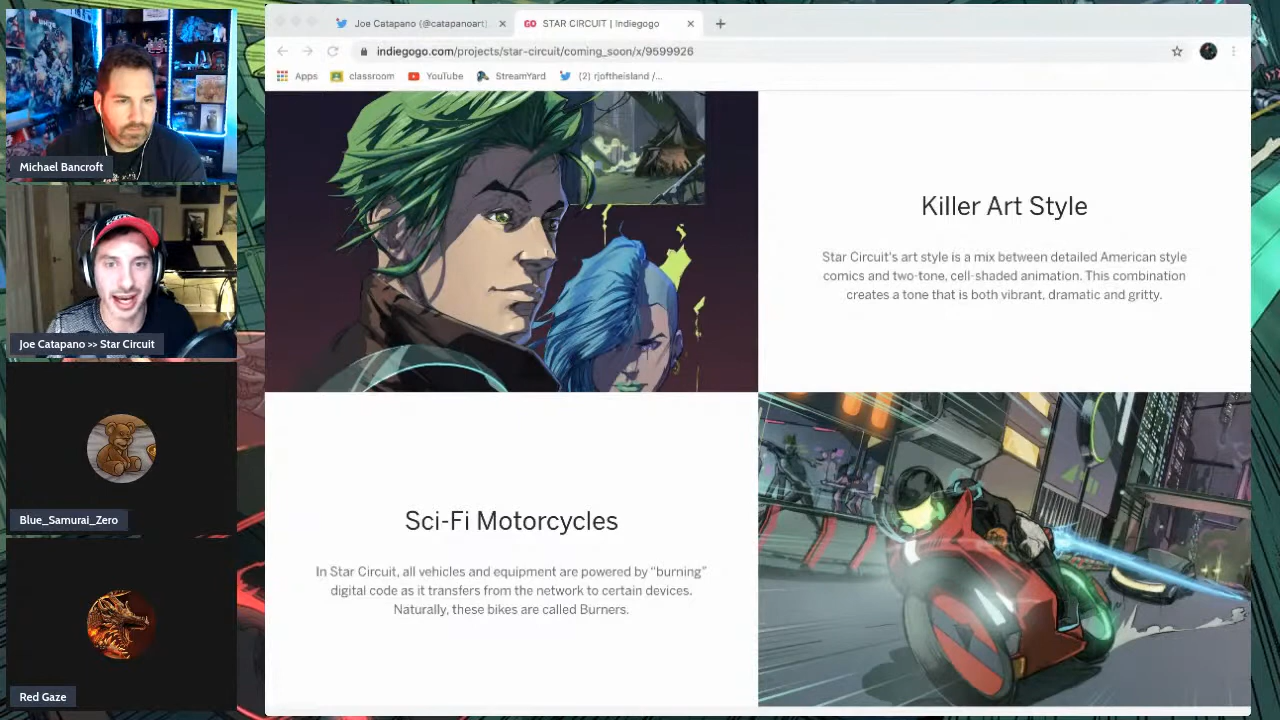 Michael Bancroft
Joe Catapano >> Star Circuit
Blue_Samurai_Zero
Red Gaze
Joe Catapano (@catapanoart)
GO STAR CIRCUIT | Indiegogo
indiegogo.com/projects/star-circuit/coming_soon/x/9599926
Apps classroom YouTube StreamYard (2) rjoftheisland /...
Killer Art Style
Star Circuit's art style is a mix between detailed American style
comics and two-tone, cell-shaded animation. This combination
creates a tone that is both vibrant, dramatic and gritty.
Sci-Fi Motorcycles
In Star Circuit, all vehicles and equipment are powered by “burning”
digital code as it transfers from the network to certain devices.
Naturally, these bikes are called Burners.